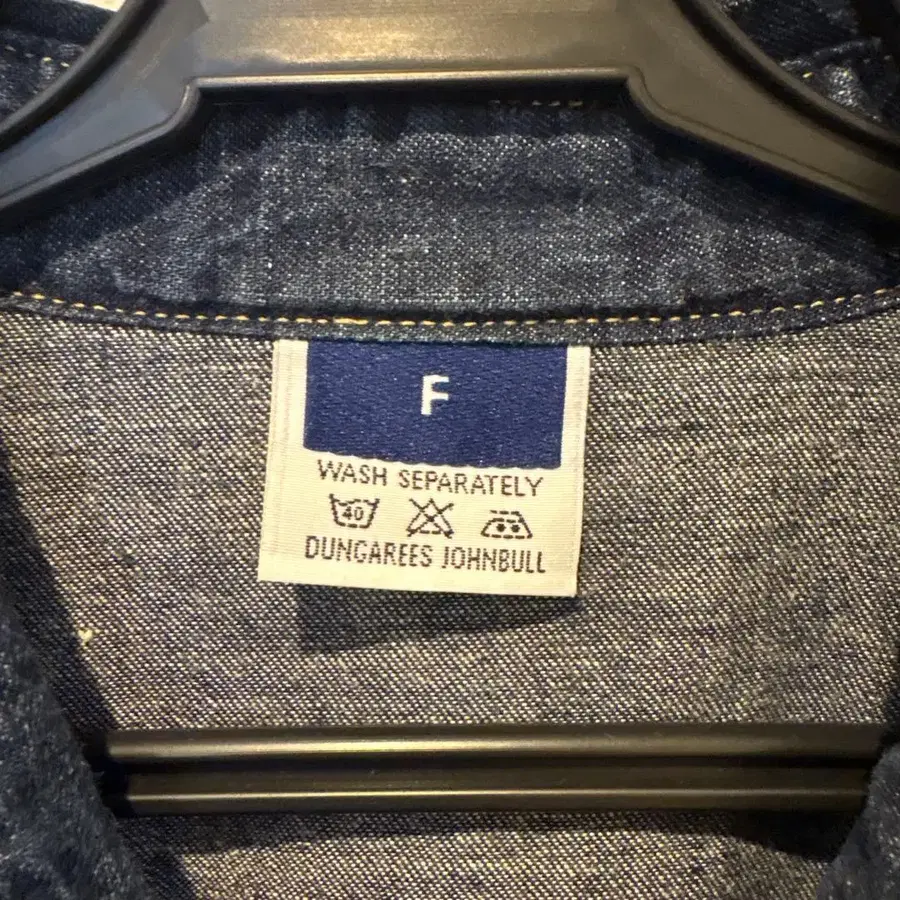 F
WASH SEPARATELY
40
DUNGAREES JOHNBULL